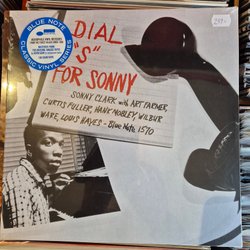 BLUE NOTE
CLASSIC VINYL SERIES
DIAL
"S"
FOR SONNY
SONNY CLARK with ART FARMER,
CURTIS FULLER, HANK MOBLEY, WILBUR
WARE, LOUIS HAYES - Blue Note 1570